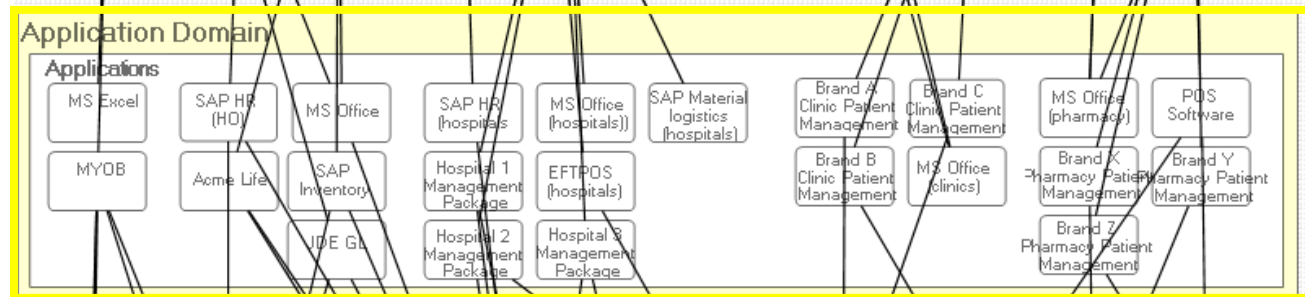 Application Domain
Applications
MS Excel
SAP HR
(HO)
MS Office
SAP HR
(hospitals
MS Office
(hospitals))
SAP Material
logistics
(hospitals)
Brand A
Clinic Patient
Management
Brand C
Clinic Patient
Management
MS Office
(pharmacy)
POS
Software
MYOB
Acme Life
SAP
Inventory
Hospital 1
Management
Package
EFTPOS
(hospitals)
Brand B
Clinic Patient
Management
MS Office
(clinics)
Brand X
Pharmacy Patient
Management
Brand Y
Pharmacy Patient
Management
JDE GL
Hospital 2
Management
Package
Hospital 3
Management
Package
Brand Z
Pharmacy Patient
Management